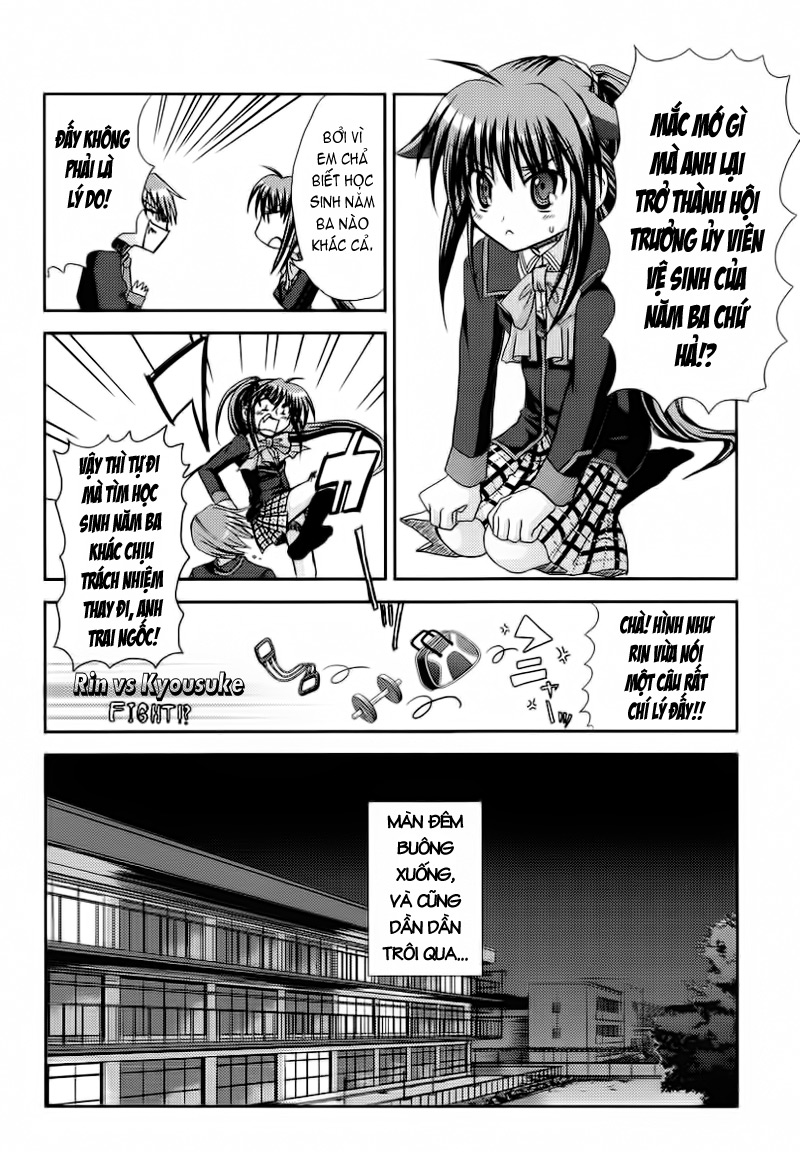 MẮC MỚ GÌ
MÀ ANH LẠI
TRỞ THÀNH HỘI
TRƯỞNG ỦY VIÊN
VỆ SINH CỦA
NĂM BA CHỨ
HẢ!?
BỞI VÌ
EM CHẢ
BIẾT HỌC
SINH NĂM
BA NÀO
KHÁC CẢ.
ĐẤY KHÔNG
PHẢI LÀ
LÝ DO!
VẬY THÌ TỰ ĐI
MÀ TÌM HỌC
SINH NĂM BA
KHÁC CHỊU
TRÁCH NHIỆM
THAY ĐI, ANH
TRAI NGỐC!
CHÀ! HÌNH NHƯ
RIN VỪA NÓI
MỘT CÂU RẤT
CHÍ LÝ ĐẤY!!
Rin vs Kyousuke
FIGHT!?
MÀN ĐÊM
BUÔNG
XUỐNG,
VÀ CŨNG
DẦN DẦN
TRÔI QUA...